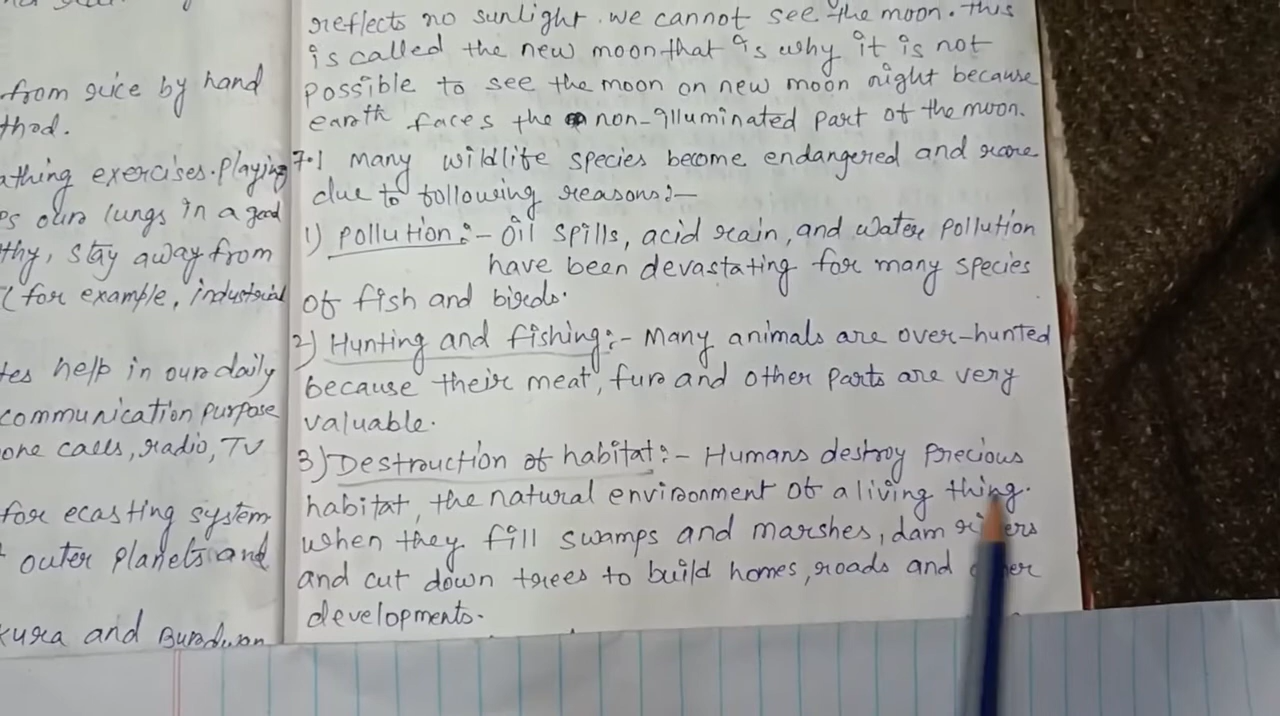 from rice by hand
thod.
athing exercises. Playing
ps our lungs in a good
thy, stay away from
(for example, industrial
tes help in our daily
communication purpose
one calls, radio, TV
forecasting system
outer planets and
kura and Burdwan
reflects no sunlight. we cannot see the moon. this
is called the new moon that is why it is not
possible to see the moon on new moon night because
earth faces the non-illuminated part of the moon.
7.) many wildlife species become endangered and rare
due to following reasons:-
1) pollution:- Oil spills, acid rain, and water pollution
have been devastating for many species
of fish and birds.
2) Hunting and fishing:- Many animals are over-hunted
because their meat, fur and other parts are very
valuable.
3) Destruction of habitat:- Humans destroy precious
habitat, the natural environment of a living thing.
when they fill swamps and marshes, dam rivers
and cut down trees to build homes, roads and other
developments.